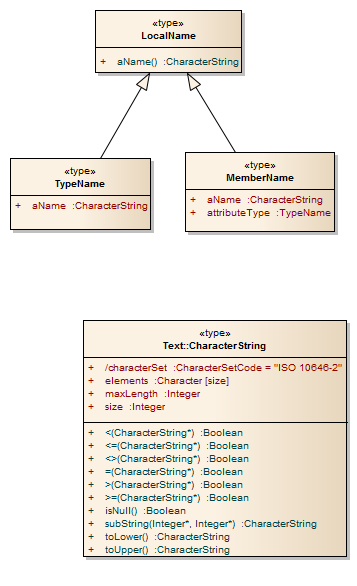 «type»
LocalName
+ aName() :CharacterString
«type»
TypeName
+ aName :CharacterString
«type»
MemberName
+ aName :CharacterString
+ attributeType :TypeName
«type»
Text::CharacterString
+ /characterSet :CharacterSetCode = "ISO 10646-2"
+ elements :Character [size]
+ maxLength :Integer
+ size :Integer
+ <(CharacterString*) :Boolean
+ <=(CharacterString*) :Boolean
+ <>(CharacterString*) :Boolean
+ =(CharacterString*) :Boolean
+ >(CharacterString*) :Boolean
+ >=(CharacterString*) :Boolean
+ isNull() :Boolean
+ subString(Integer*, Integer*) :CharacterString
+ toLower() :CharacterString
+ toUpper() :CharacterString